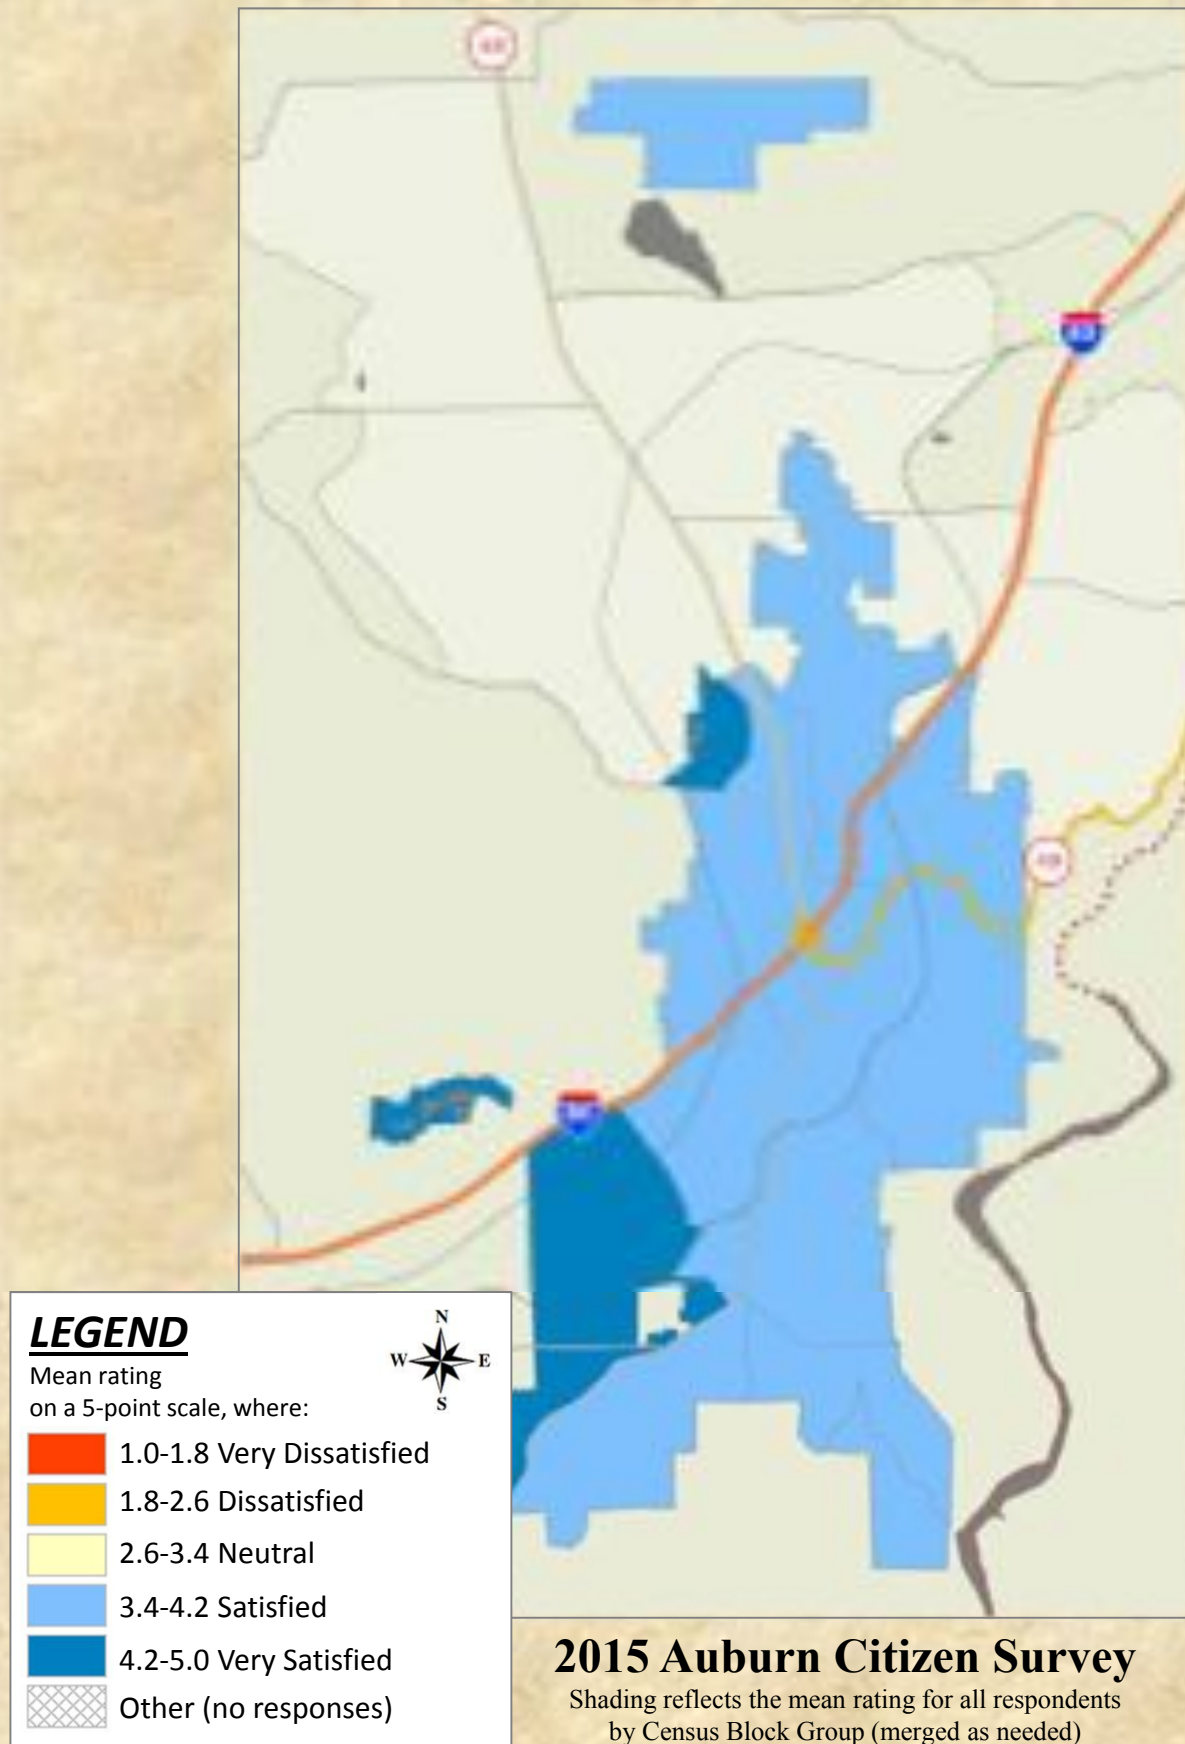 LEGEND
Mean rating
on a 5-point scale, where:
N
W
E
S
1.0-1.8 Very Dissatisfied
1.8-2.6 Dissatisfied
2.6-3.4 Neutral
3.4-4.2 Satisfied
4.2-5.0 Very Satisfied
Other (no responses)
2015 Auburn Citizen Survey
Shading reflects the mean rating for all respondents
by Census Block Group (merged as needed)